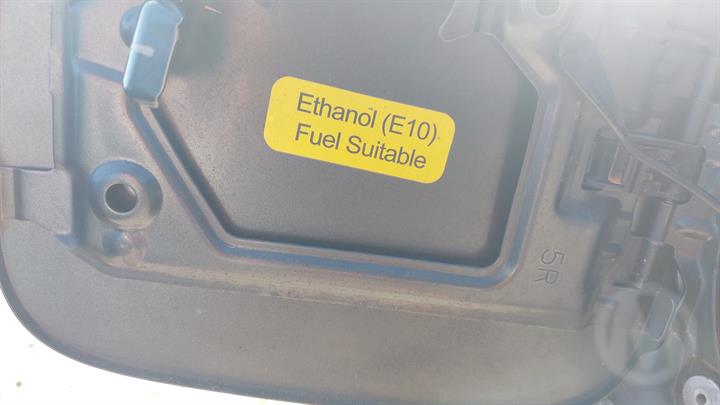 Ethanol (E10)
Fuel Suitable
5R